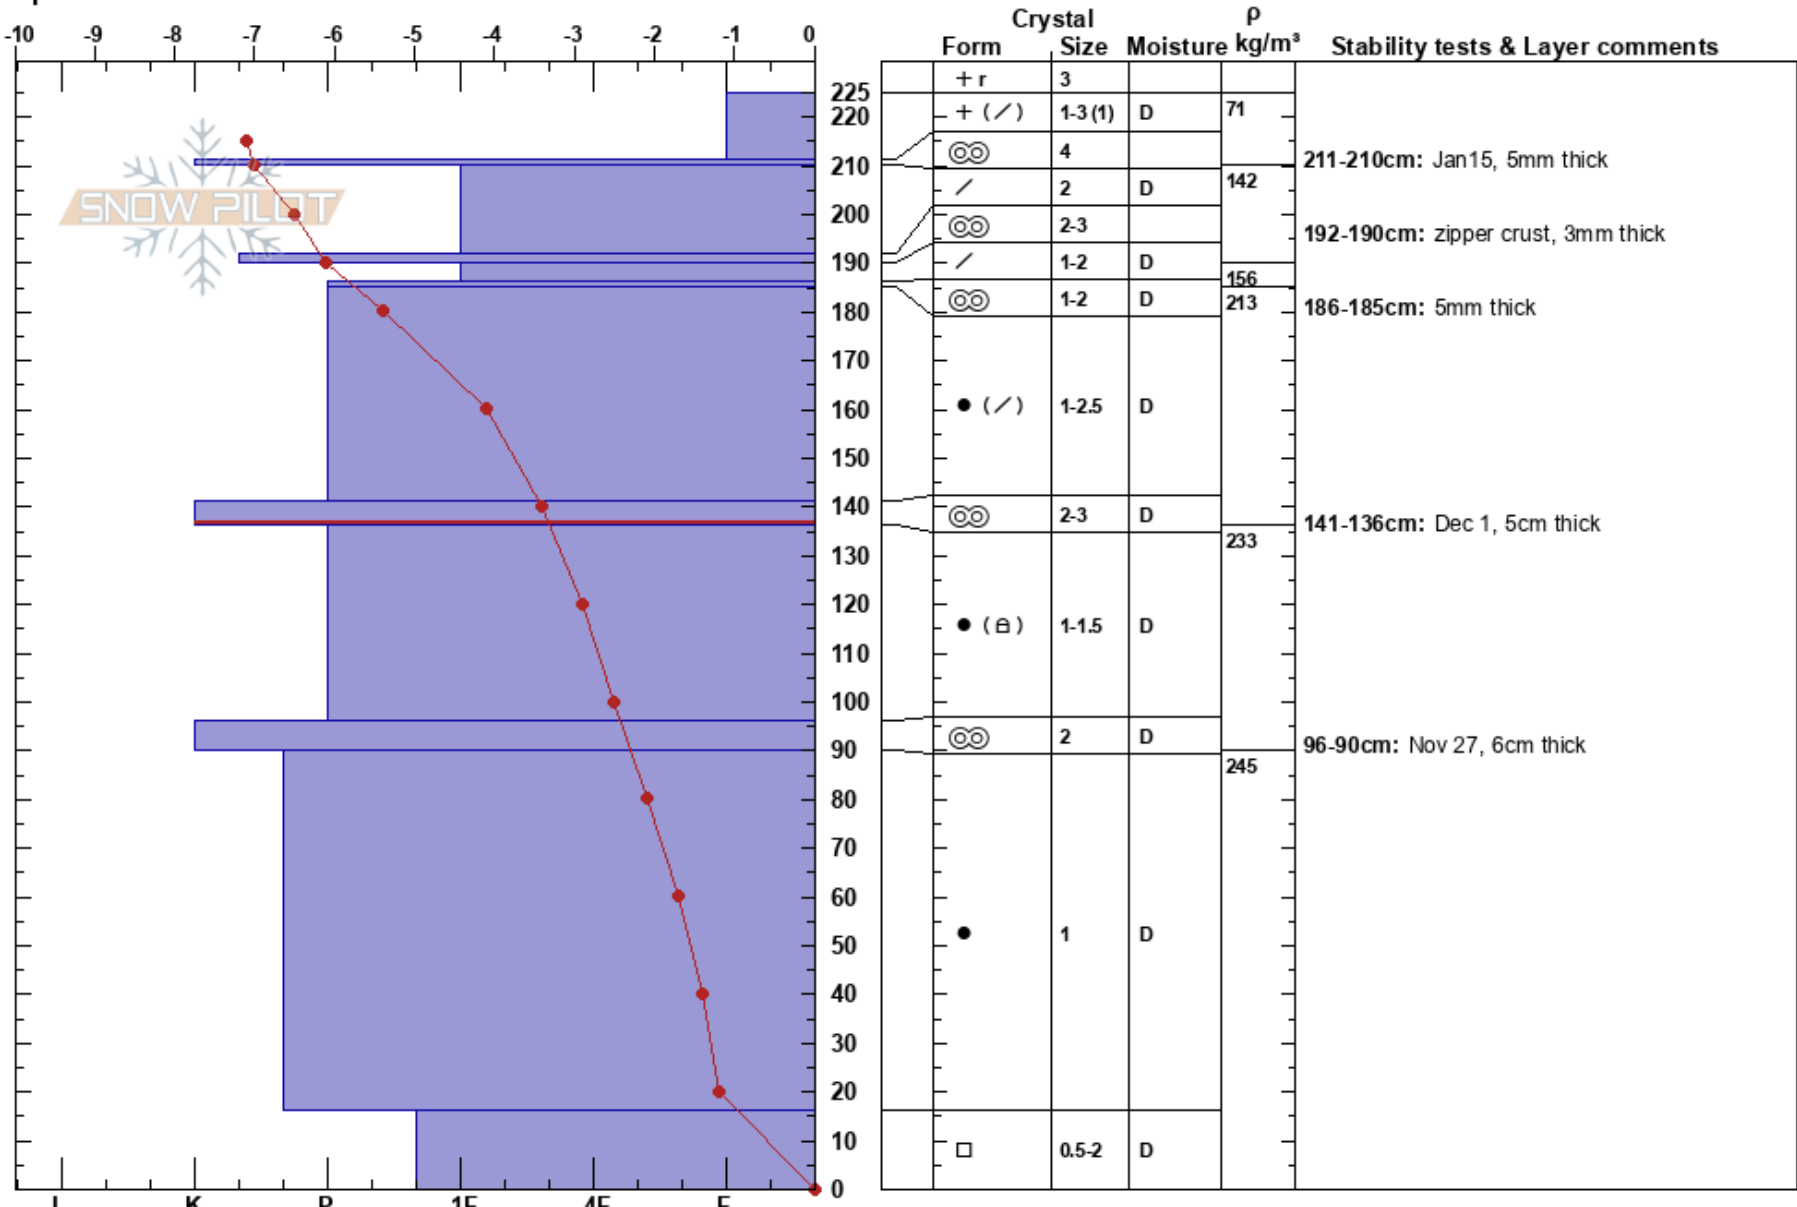 -10 -9 -8 -7 -6 -5 -4 -3 -2 -1 0
Crystal
ρ
Form Size Moisture kg/m³ Stability tests & Layer comments
+ r 3
225
220 + (∕) 1-3 (1) D 71
4
210 211-210cm: Jan15, 5mm thick
∕ 2 D 142
SNOW PILOT
200
2-3 192-190cm: zipper crust, 3mm thick
190 ∕ 1-2 D
156
1-2 D 213
180 186-185cm: 5mm thick
170
160 ● (∕) 1-2.5 D
150
140 2-3 D 141-136cm: Dec 1, 5cm thick
233
130
120 ● 1-1.5 D
110
100
90 2 D 96-90cm: Nov 27, 6cm thick
245
80
70
60
50 ● 1 D
40
30
20
10 □ 0.5-2 D
0
K P 1F 4F F